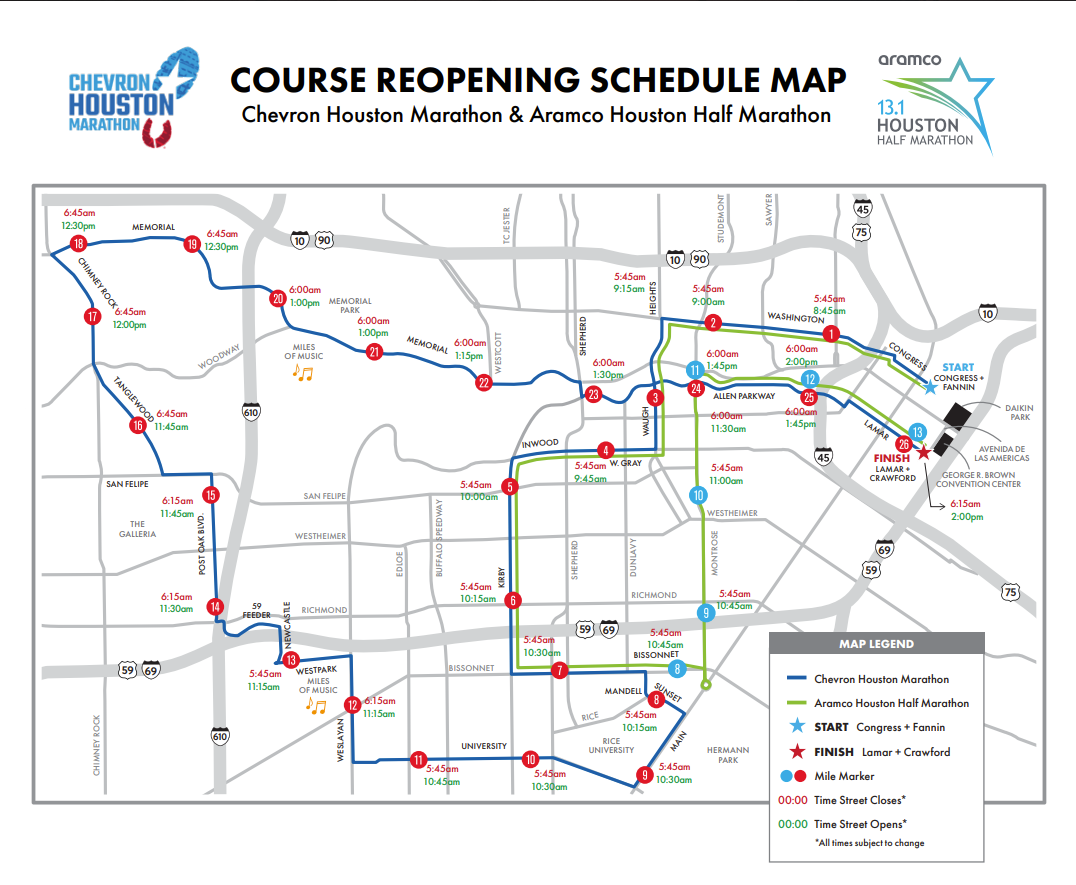 CHEVRON
HOUSTON
MARATHON
COURSE REOPENING SCHEDULE MAP
Chevron Houston Marathon & Aramco Houston Half Marathon
aramco
13.1
HOUSTON
HALF MARATHON
6:45am
12:30pm
18
MEMORIAL
19
6:45am
12:30pm
10
90
TC JESTER
STUDEMONT
SAWYER
45
75
10
90
CHIMNEY ROCK
17
6:45am
12:00pm
20
6:00am
1:00pm
MEMORIAL
PARK
6:00am
1:00pm
21
MEMORIAL
WOODWAY
MILES
OF MUSIC
6:00am
1:15pm
22
WESTCOTT
SHEPHERD
5:45am
9:15am
HEIGHTS
5:45am
9:00am
2
WASHINGTON
5:45am
8:45am
1
10
CONGRESS
START
CONGRESS +
FANNIN
6:00am
1:30pm
23
3
WAUGH
11
6:00am
1:45pm
24
ALLEN PARKWAY
6:00am
2:00pm
12
25
6:00am
1:45pm
6:00am
11:30am
LAMAR
13
26
FINISH
LAMAR +
CRAWFORD
DAIKIN
PARK
AVENIDA DE
LAS AMERICAS
GEORGE R. BROWN
CONVENTION CENTER
6:15am
2:00pm
45
610
TANGLEWOOD
16
6:45am
11:45am
SAN FELIPE
6:15am
11:45am
15
THE
GALLERIA
POST OAK BLVD.
SAN FELIPE
WESTHEIMER
INWOOD
4
W. GRAY
5:45am
9:45am
5:45am
10:00am
5
5:45am
11:00am
10
WESTHEIMER
MONTROSE
EDLOE
BUFFALO SPEEDWAY
KIRBY
SHEPHERD
DUNLAVY
69
59
75
6:15am
11:30am
14
59
FEEDER
NEWCASTLE
RICHMOND
5:45am
10:15am
6
RICHMOND
59
69
9
5:45am
10:45am
5:45am
10:30am
7
BISSONNET
5:45am
10:45am
BISSONNET
8
59
69
5:45am
11:15am
13
WESTPARK
MILES
OF MUSIC
12
6:15am
11:15am
WESLAYAN
MANDELL
8
SUNSET
5:45am
10:15am
RICE
RICE
UNIVERSITY
MAIN
HERMANN
PARK
CHIMNEY ROCK
610
11
5:45am
10:45am
UNIVERSITY
10
5:45am
10:30am
9
5:45am
10:30am
MAP LEGEND
Chevron Houston Marathon
Aramco Houston Half Marathon
START Congress + Fannin
FINISH Lamar + Crawford
Mile Marker
00:00 Time Street Closes*
00:00 Time Street Opens*
*All times subject to change